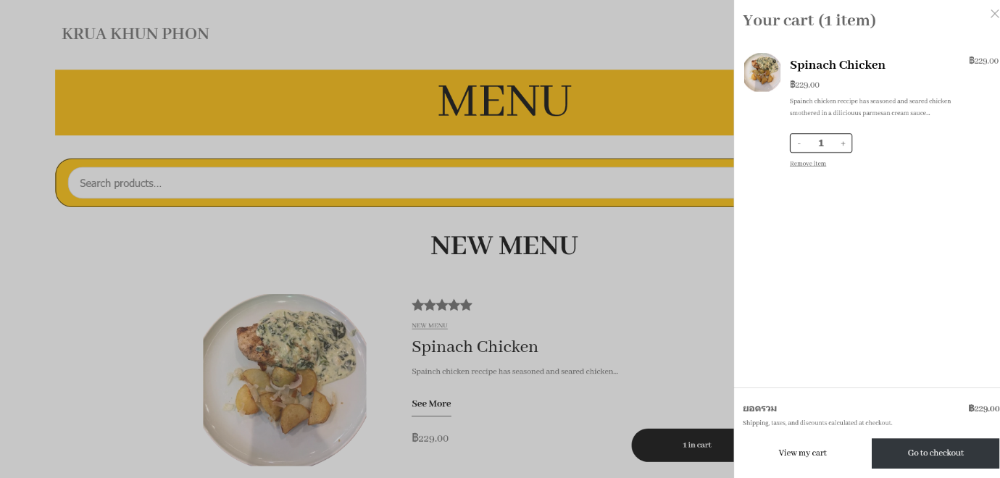 KRUA KHUN PHON
MENU
Search products...
NEW MENU
NEW MENU
Spinach Chicken
Spainch chicken reccipe has seasoned and seared chicken...
See More
฿229.00
1 in cart
Your cart (1 item)
Spinach Chicken
฿229.00
฿229.00
Spainch chicken reccipe has seasoned and seared chicken
smothered in a diliciouus parmesan cream sauce...
- 1 +
Remove item
ยอดรวม
฿229.00
Shipping, taxes, and discounts calculated at checkout.
View my cart
Go to checkout